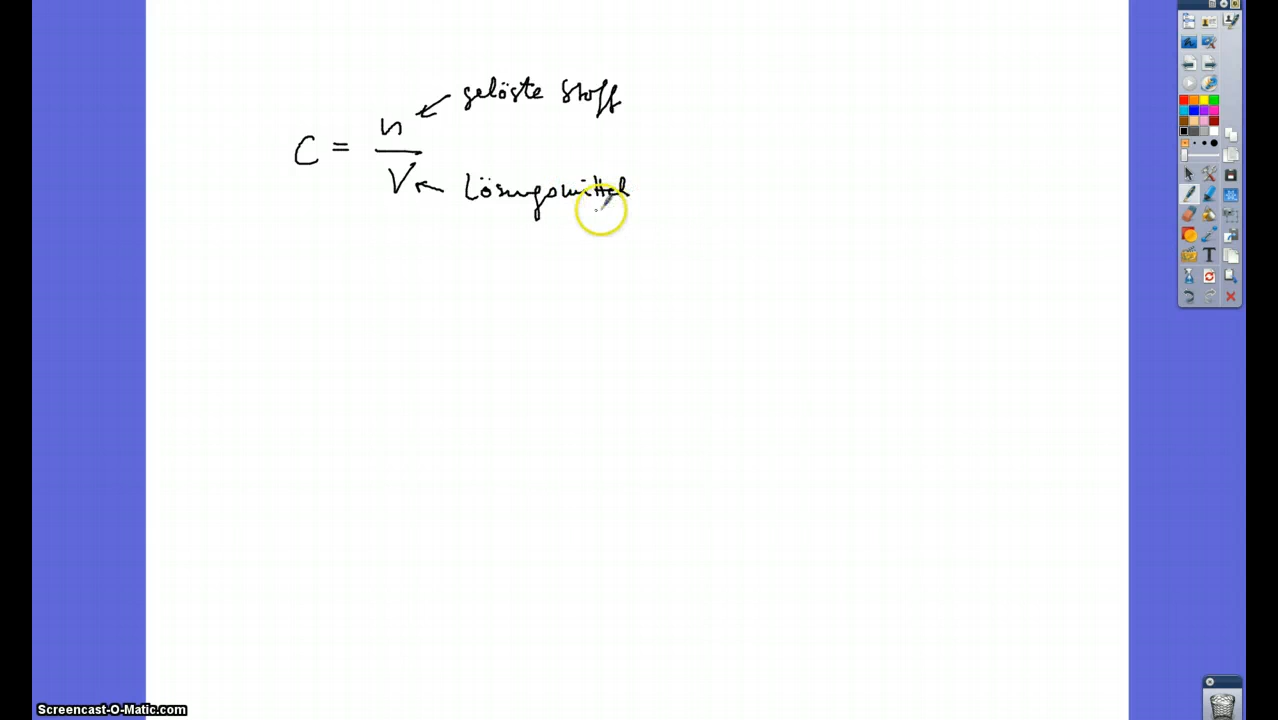 gelöste Stoff
C = n
V
Lösungsmittel
Screencast-O-Matic.com